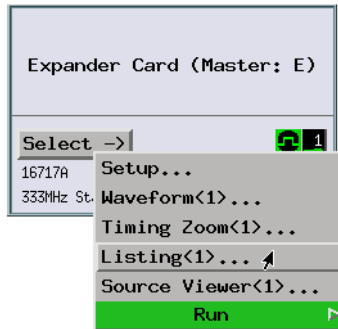 Expander Card (Master: E)
Select ->
1
16717A
333MHz St
Setup...
Waveform<1>...
Timing Zoom<1>...
Listing<1>...
Source Viewer<1>...
Run